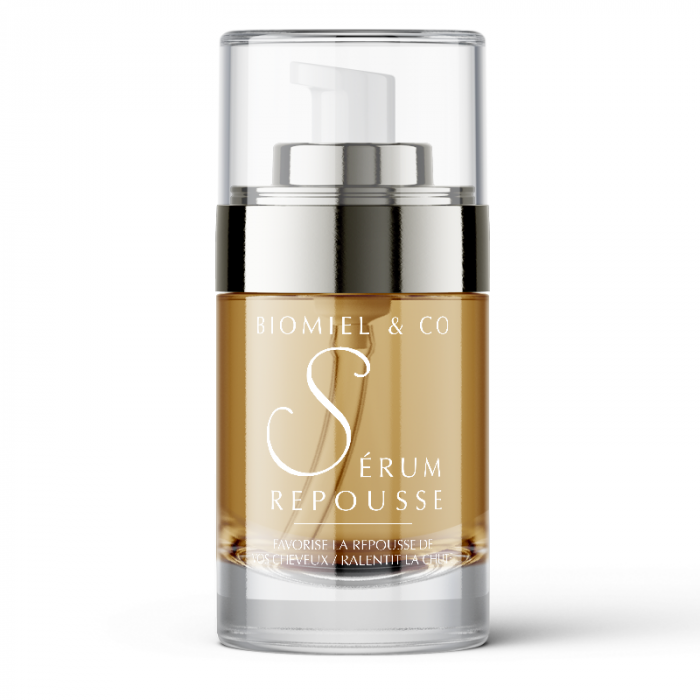 BIOMIEL & CO
SÉRUM
REPOUSSE
FAVORISE LA REPOUSSE DE
CHEVEUX / RALENTIT LA